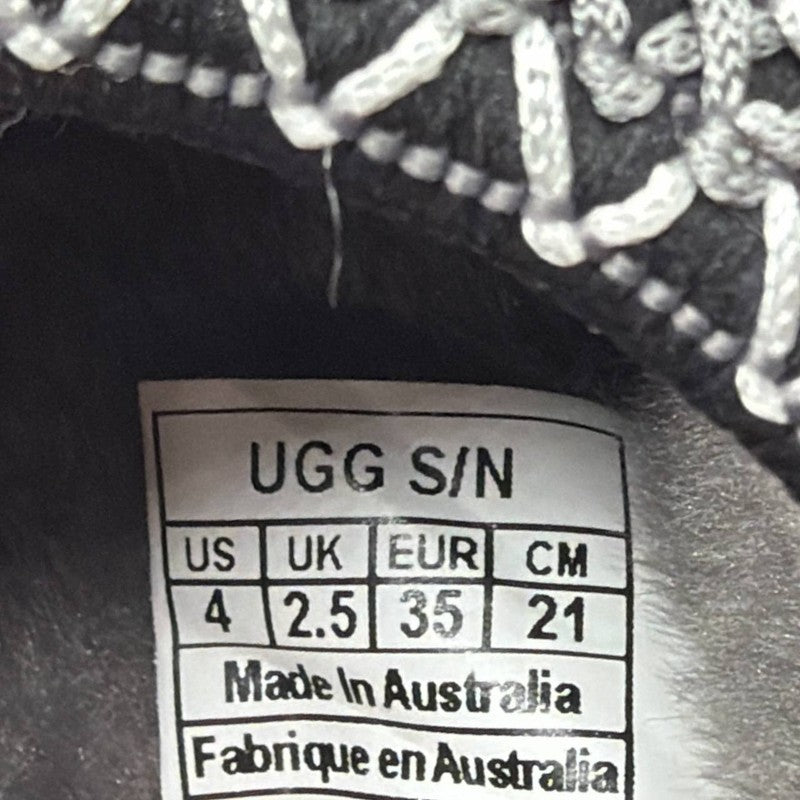 UGG S/N
US UK EUR CM
4 2.5 35 21
Made In Australia
Fabrique en Australia